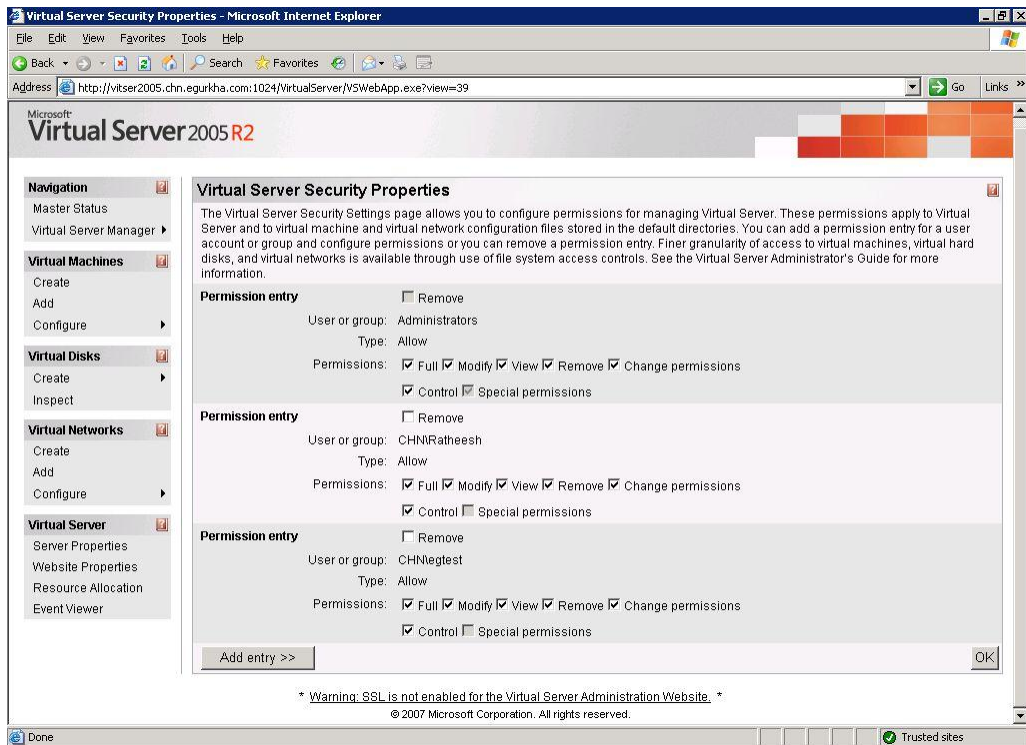 Virtual Server Security Properties - Microsoft Internet Explorer
File Edit View Favorites Tools Help
Back Search Favorites
Address http://vitser2005.chn.egurkha.com:1024/VirtualServer/VSWebApp.exe?view=39 Go Links »
Microsoft
Virtual Server 2005 R2
Navigation
Master Status
Virtual Server Manager
Virtual Machines
Create
Add
Configure
Virtual Disks
Create
Inspect
Virtual Networks
Create
Add
Configure
Virtual Server
Server Properties
Website Properties
Resource Allocation
Event Viewer
Virtual Server Security Properties
The Virtual Server Security Settings page allows you to configure permissions for managing Virtual Server. These permissions apply to Virtual
Server and to virtual machine and virtual network configuration files stored in the default directories. You can add a permission entry for a user
account or group and configure permissions or you can remove a permission entry. Finer granularity of access to virtual machines, virtual hard
disks, and virtual networks is available through use of file system access controls. See the Virtual Server Administrator's Guide for more
information.
Permission entry Remove
User or group: Administrators
Type: Allow
Permissions: Full Modify View Remove Change permissions
Control Special permissions
Permission entry Remove
User or group: CHN\Ratheesh
Type: Allow
Permissions: Full Modify View Remove Change permissions
Control Special permissions
Permission entry Remove
User or group: CHN\egtest
Type: Allow
Permissions: Full Modify View Remove Change permissions
Control Special permissions
Add entry >> OK
* Warning: SSL is not enabled for the Virtual Server Administration Website. *
© 2007 Microsoft Corporation. All rights reserved.
Done Trusted sites